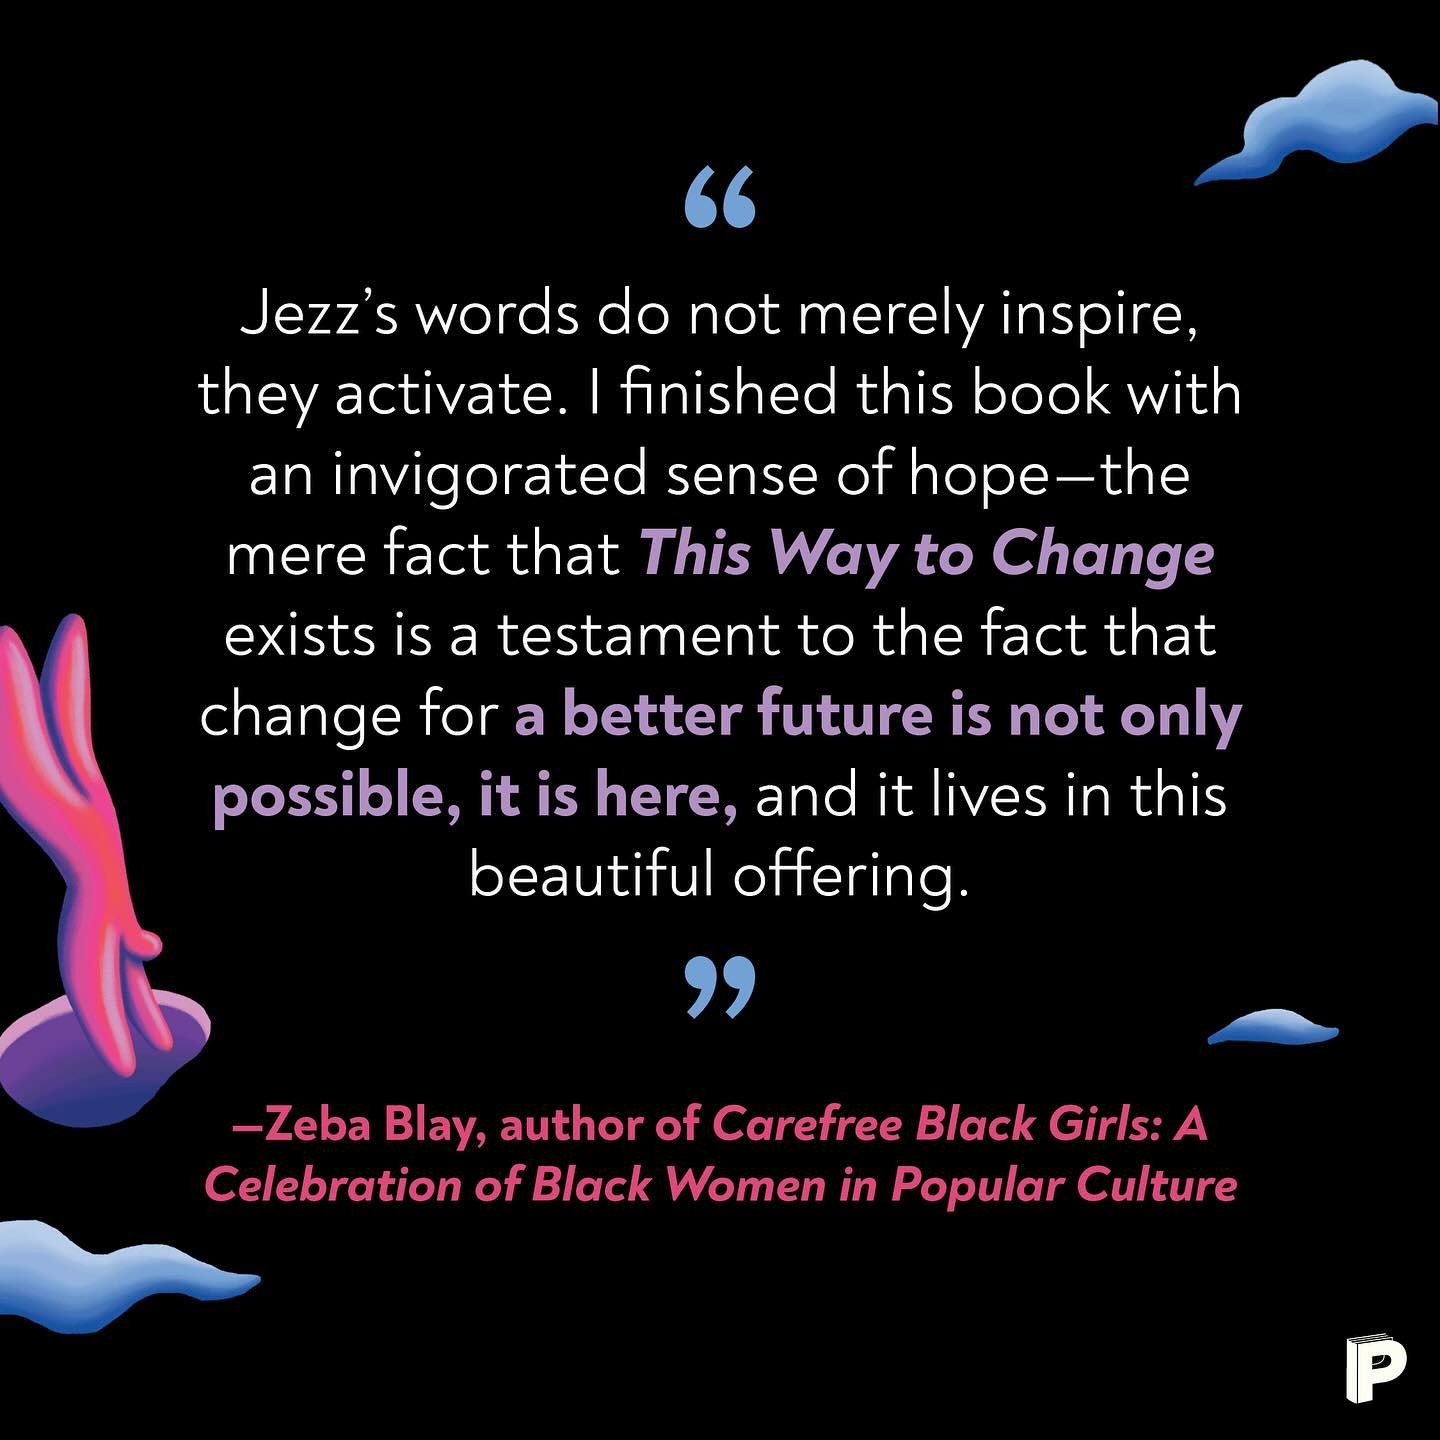 “
Jezz’s words do not merely inspire,
they activate. I finished this book with
an invigorated sense of hope—the
mere fact that This Way to Change
exists is a testament to the fact that
change for a better future is not only
possible, it is here, and it lives in this
beautiful offering.
”
—Zeba Blay, author of Carefree Black Girls: A
Celebration of Black Women in Popular Culture
P